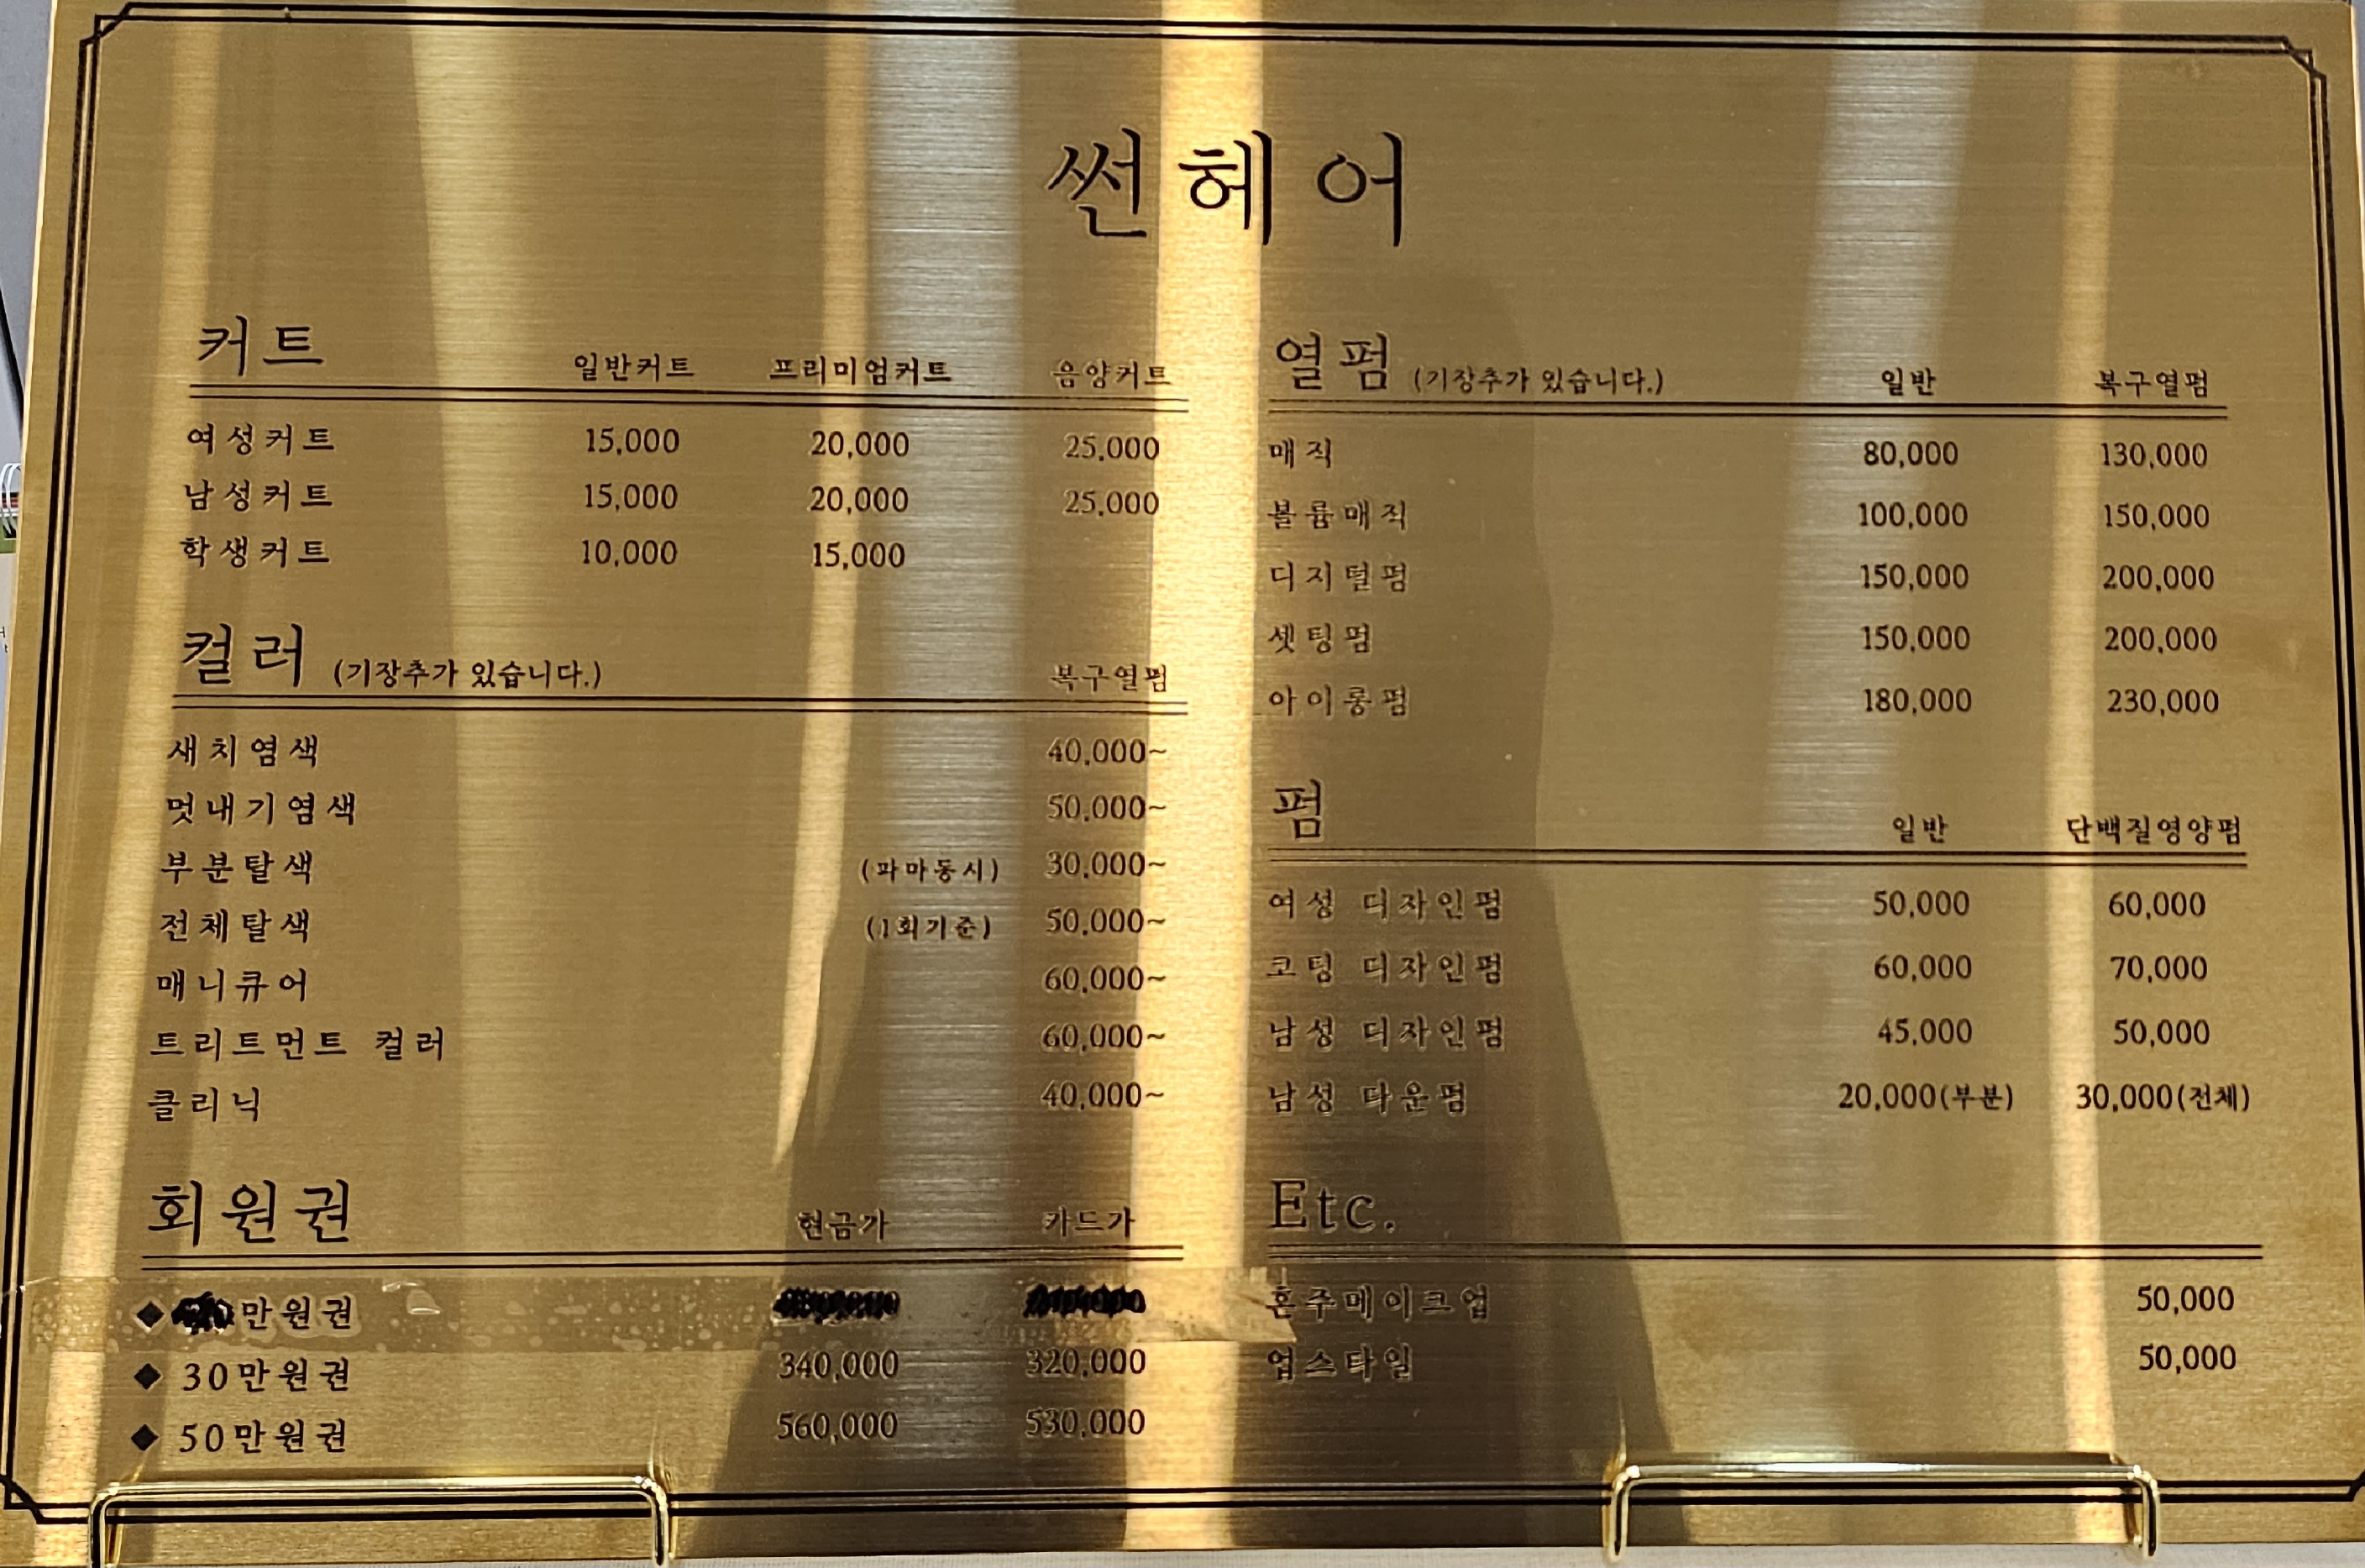 썬헤어
커트 일반커트 프리미엄커트 음양커트
여성커트 15,000 20,000 25,000
남성커트 15,000 20,000 25,000
학생커트 10,000 15,000
컬러 (기장추가 있습니다.) 복구열펌
새치염색 40,000~
멋내기염색 50,000~
부분탈색 (파마동시) 30,000~
전체탈색 (1회기준) 50,000~
매니큐어 60,000~
트리트먼트 컬러 60,000~
클리닉 40,000~
회원권 현금가 카드가
◆ 만원권
◆ 30만원권 340,000 320,000
◆ 50만원권 560,000 530,000
열펌 (기장추가 있습니다.) 일반 복구열펌
매직 80,000 130,000
볼륨매직 100,000 150,000
디지털펌 150,000 200,000
셋팅펌 150,000 200,000
아이롱펌 180,000 230,000
펌 일반 단백질영양펌
여성 디자인펌 50,000 60,000
코팅 디자인펌 60,000 70,000
남성 디자인펌 45,000 50,000
남성 다운펌 20,000(부분) 30,000(전체)
Etc.
혼주메이크업 50,000
업스타일 50,000